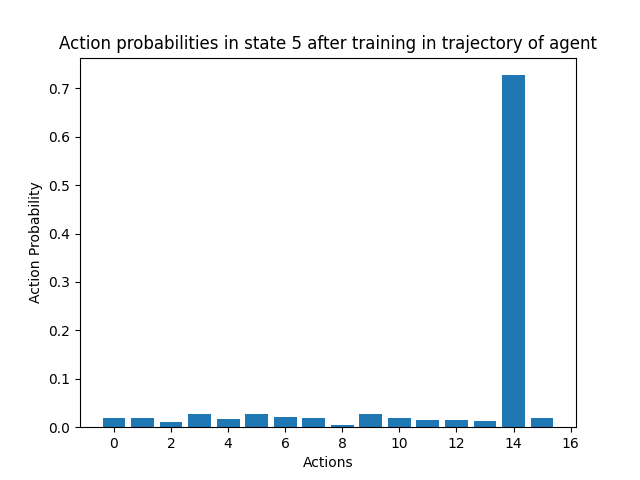 Action probabilities in state 5 after training in trajectory of agent
Action Probability
0.7
0.6
0.5
0.4
0.3
0.2
0.1
0.0
0 2 4 6 8 10 12 14 16
Actions